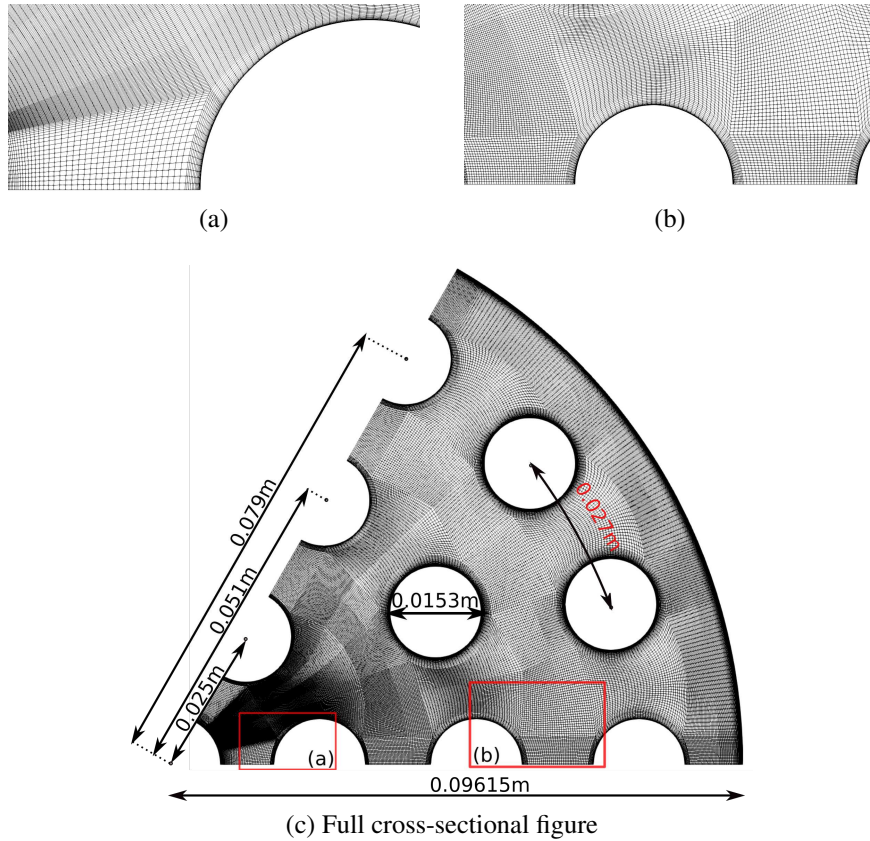 (a)
(b)
0.079m
0.051m
0.025m
0.027m
0.0153m
(a)
(b)
0.09615m
(c) Full cross-sectional figure